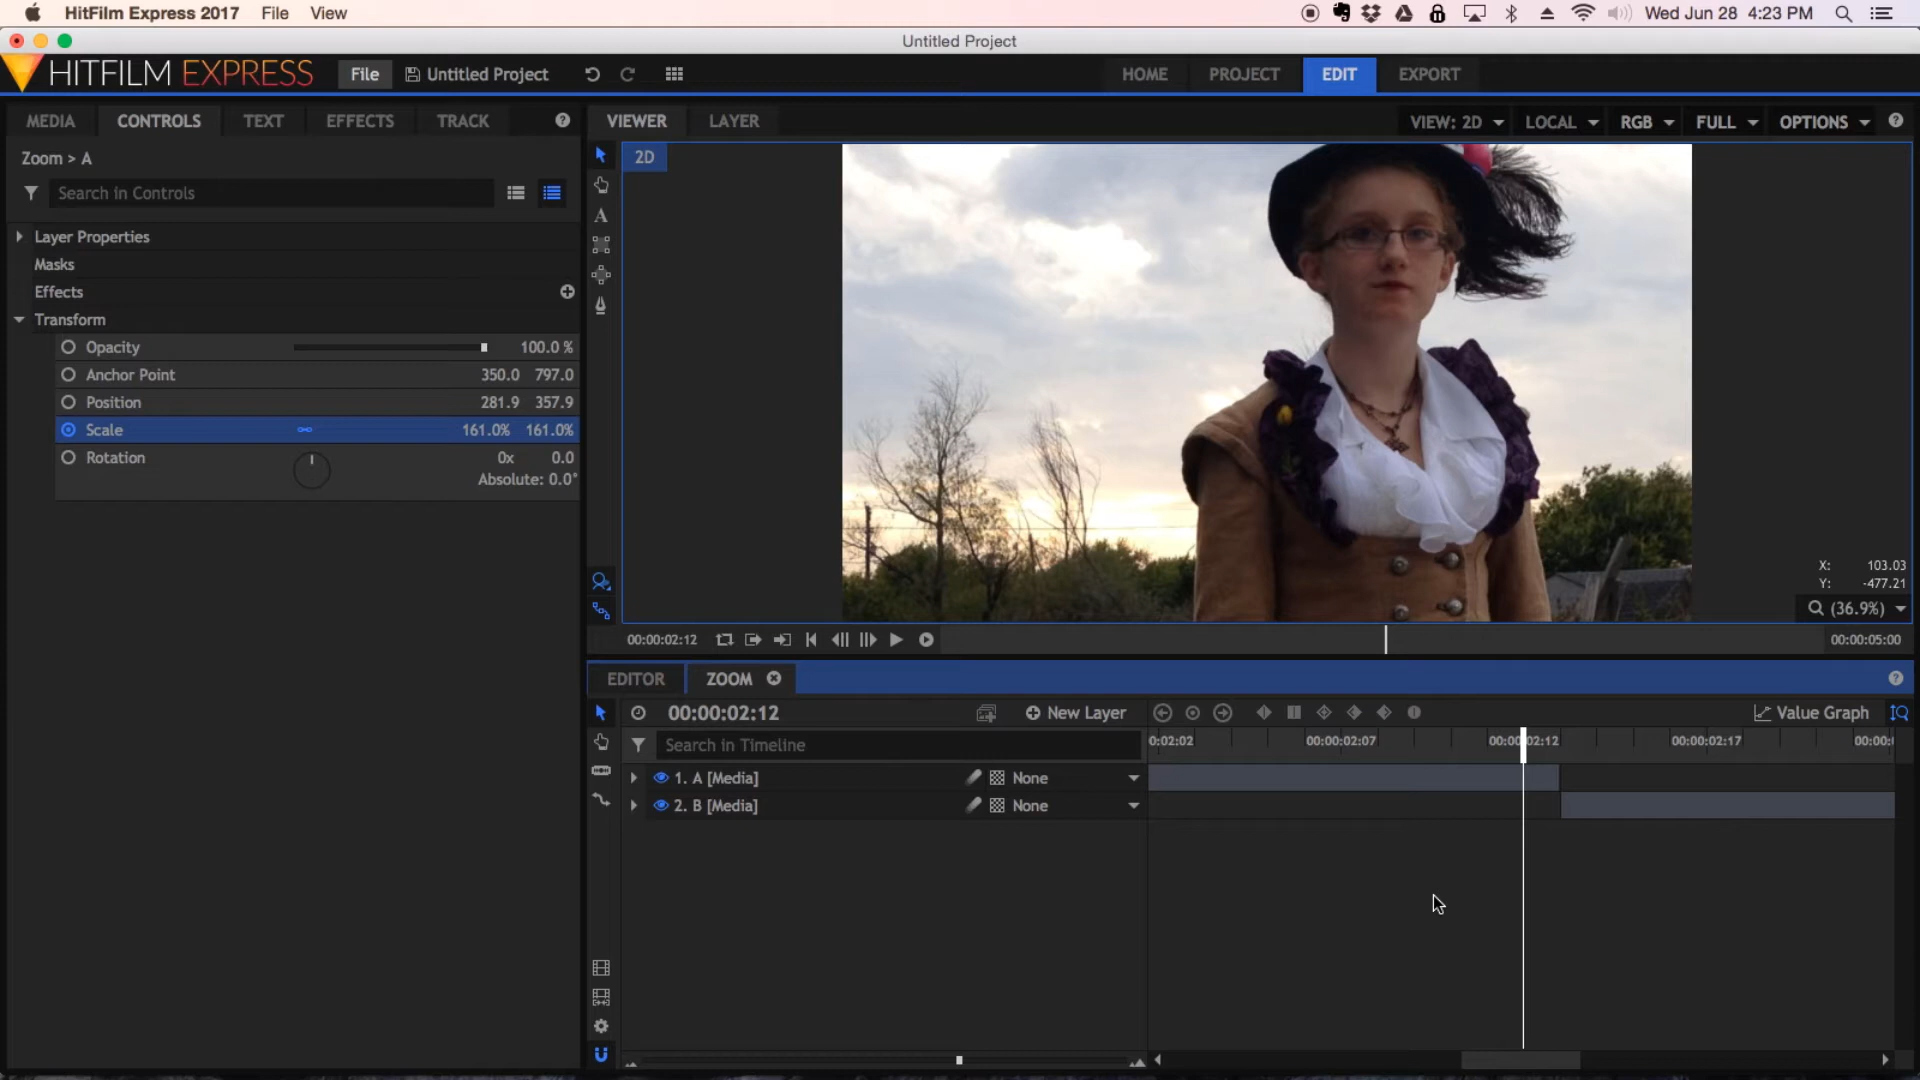 HitFilm Express 2017 File View Wed Jun 28 4:23 PM
Untitled Project
HITFILM EXPRESS File Untitled Project HOME PROJECT EDIT EXPORT
MEDIA CONTROLS TEXT EFFECTS TRACK
VIEWER LAYER VIEW: 2D LOCAL RGB FULL OPTIONS
Zoom > A
2D
Search in Controls
Layer Properties
Masks
Effects
Transform
Opacity 100.0 %
Anchor Point 350.0 797.0
Position 281.9 357.9
Scale 161.0% 161.0%
Rotation 0x 0.0
Absolute: 0.0°
A
X: 103.03
Y: -477.21
(36.9%)
00:00:02:12 00:00:05:00
EDITOR ZOOM
00:00:02:12 New Layer Value Graph
Search in Timeline 0:02:02 00:00:02:07 00:00:02:12 00:00:02:17
1. A [Media] None
2. B [Media] None